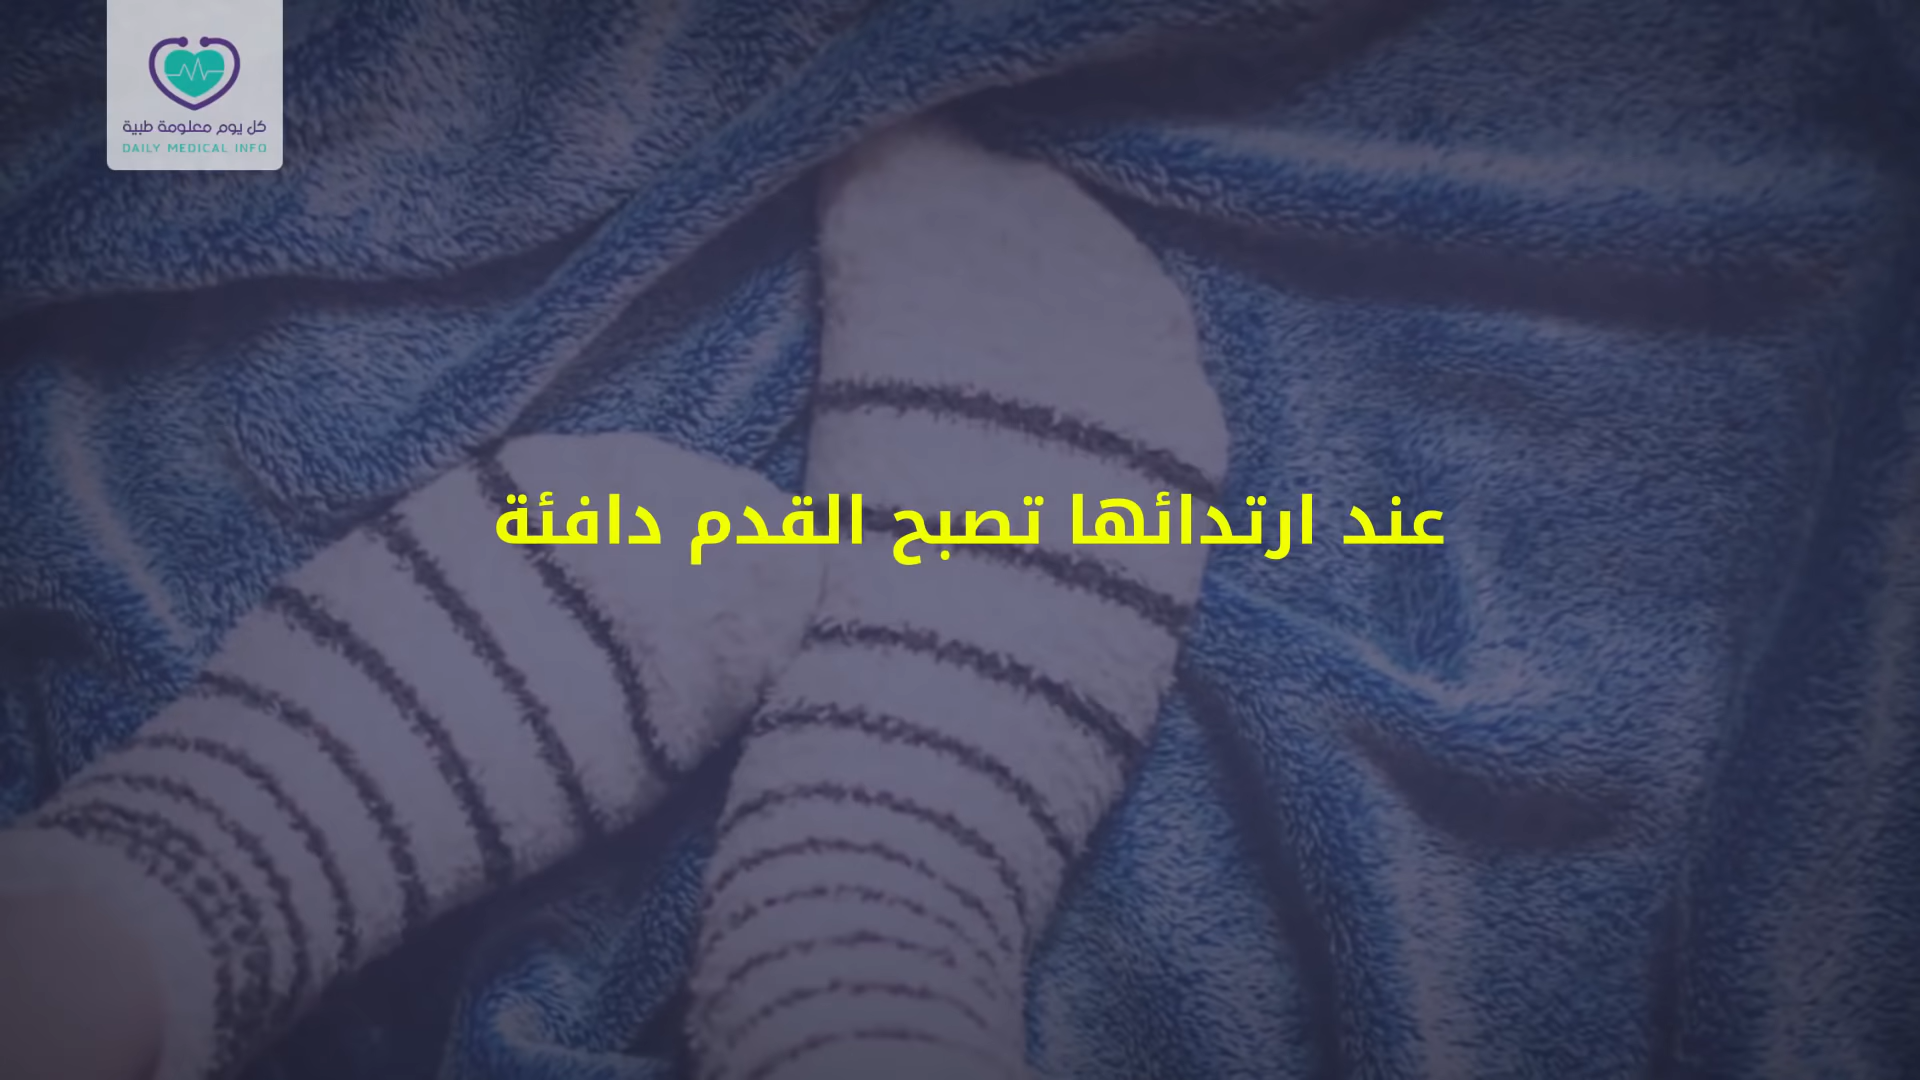 كل يوم معلومة طبية
DAILY MEDICAL INFO
عند ارتدائها تصبح القدم دافئة